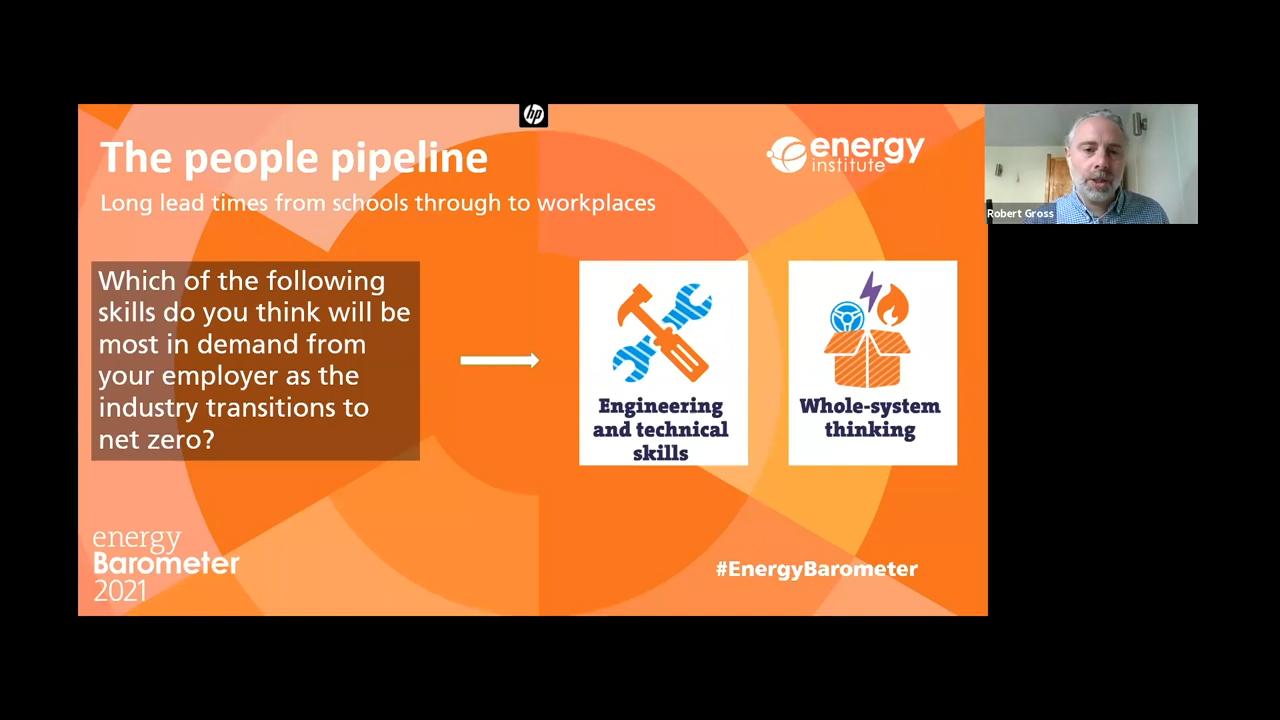 hp
The people pipeline
energy
institute
Long lead times from schools through to workplaces
Robert Gross
Which of the following
skills do you think will be
most in demand from
your employer as the
industry transitions to
net zero?
Engineering
and technical
skills
Whole-system
thinking
energy
Barometer
2021
#EnergyBarometer